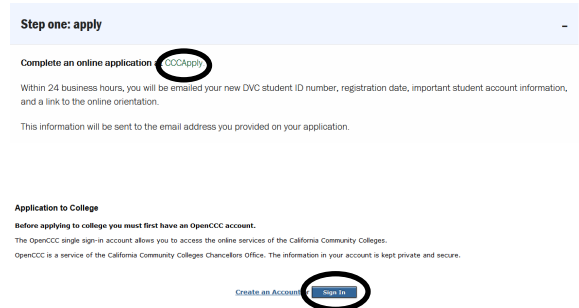 Step one: apply –
Complete an online application a CCCApply
Within 24 business hours, you will be emailed your new DVC student ID number, registration date, important student account information,
and a link to the online orientation.
This information will be sent to the email address you provided on your application.
Application to College
Before applying to college you must first have an OpenCCC account.
The OpenCCC single sign-in account allows you to access the online services of the California Community Colleges.
OpenCCC is a service of the California Community Colleges Chancellors Office. The information in your account is kept private and secure.
Create an Account r Sign In